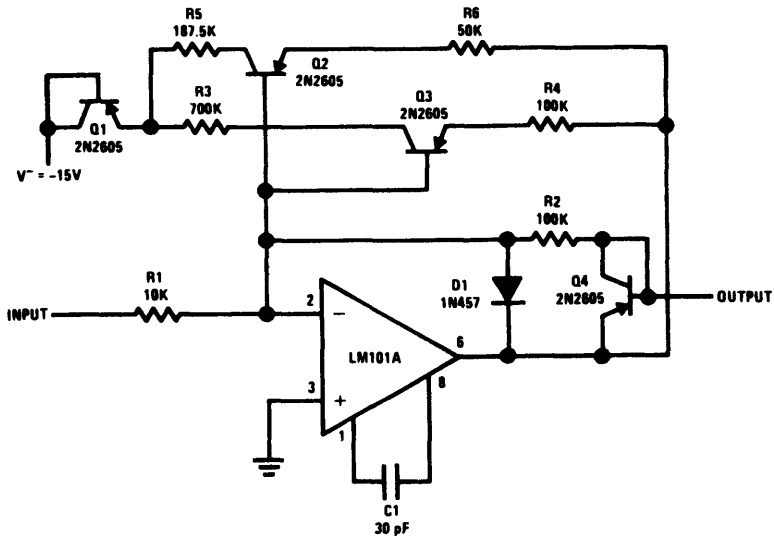 R5
187.5K
R6
50K
Q2
2N2605
R3
700K
Q3
2N2605
R4
100K
Q1
2N2605
V⁻ = -15V
R2
100K
D1
1N457
Q4
2N2605
R1
10K
INPUT
OUTPUT
2
−
6
LM101A
8
3
+
1
C1
30 pF